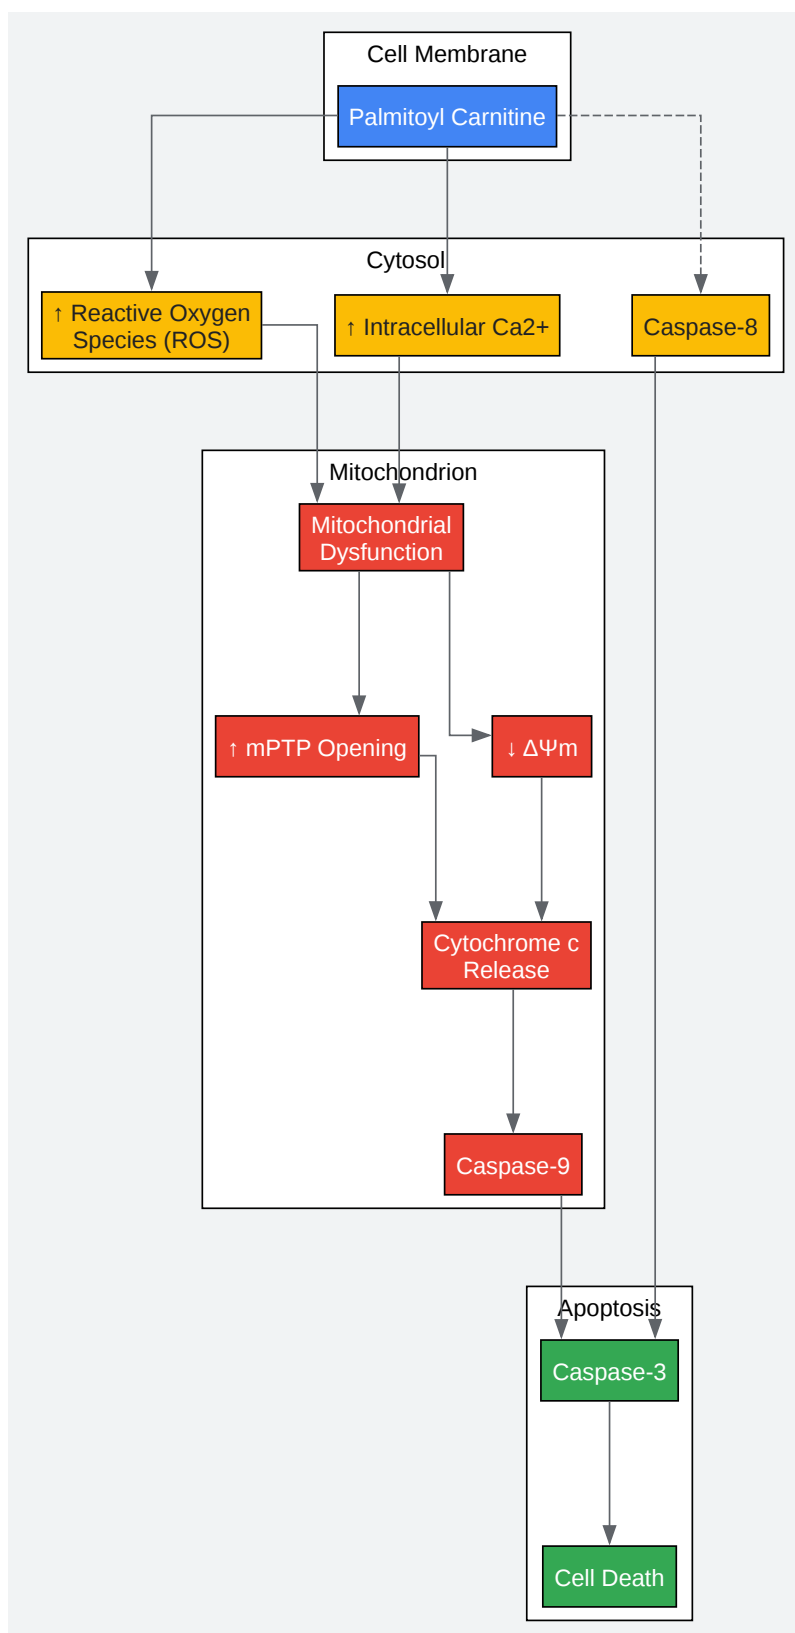 Cell Membrane
Palmitoyl Carnitine
Cytosol
↑ Reactive Oxygen
Species (ROS)
↑ Intracellular Ca2+
Caspase-8
Mitochondrion
Mitochondrial
Dysfunction
↑ mPTP Opening
↓ ΔΨm
Cytochrome c
Release
Caspase-9
Apoptosis
Caspase-3
Cell Death